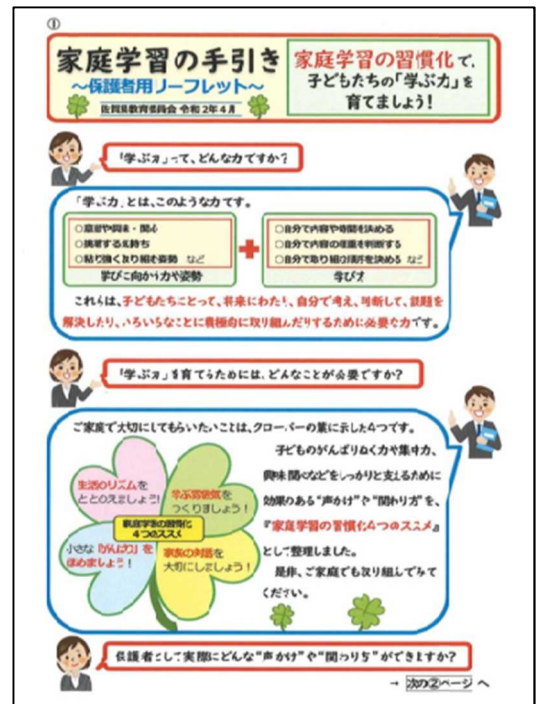 ①
家庭学習の手引き
～保護者用リーフレット～
佐賀県教育委員会 令和2年4月
家庭学習の習慣化で、
子どもたちの「学ぶ力」を
育てましょう！
「学ぶ力」って、どんな力ですか？
「学ぶ力」とは、このような力です。
○意欲や興味・関心
○挑戦する気持ち
○粘り強く取り組む姿勢 など
学びに向かう力や姿勢
○自分で内容や時間を決める
○自分で内容の程度を判断する
○自分で取り組む順序を決める など
学び方
これらは、子どもたちにとって、将来にわたり、自分で考え、判断して、課題を
解決したり、いろいろなことに積極的に取り組んだりするために必要な力です。
「学ぶ力」を育てるためには、どんなことが必要ですか？
ご家庭で大切にしてもらいたいことは、クローバーの葉に示した4つです。
生活のリズムを
ととのえましょう！
学ぶ雰囲気を
つくりましょう！
家庭学習の習慣化
4つのススメ
小さな「がんばり」を
ほめましょう！
家族の対話を
大切にしましょう！
子どものがんばりぬく力や集中力、
興味関心などをしっかりと支えるために
効果のある“声かけ”や“関わり方”を、
『家庭学習の習慣化4つのススメ』
として整理しました。
是非、ご家庭でも取り組んでみて
ください。
保護者として実際にどんな“声かけ”や“関わり方”ができますか？
→ 次の②ページ へ